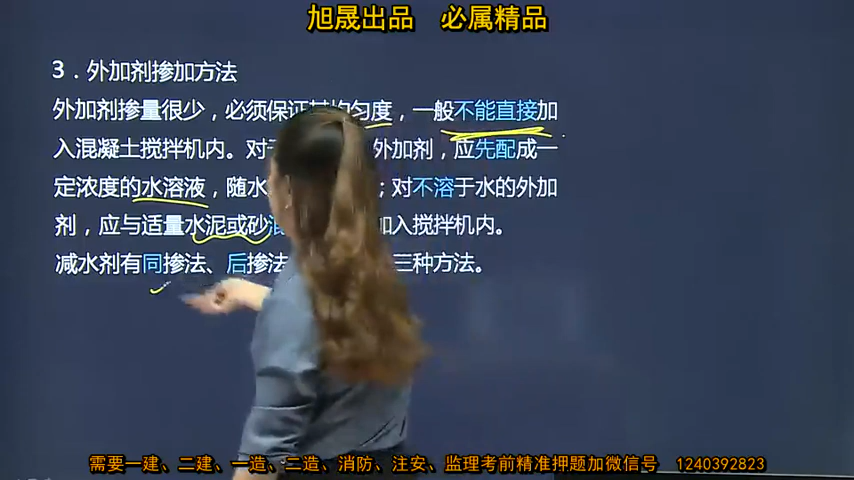 旭晟出品 必属精品
3．外加剂掺加方法
外加剂掺量很少，必须保证 匀度，一般不能直接加
入混凝土搅拌机内。对 外加剂，应先配成一
定浓度的水溶液，随水 ；对不溶于水的外加
剂，应与适量水泥或砂 加入搅拌机内。
减水剂有同掺法、后掺法 三种方法。
需要一建、二建、一造、二造、消防、注安、监理考前精准押题加微信号 1240392823